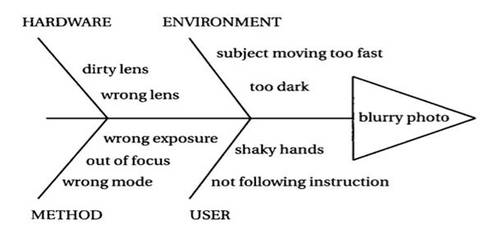 HARDWARE
ENVIRONMENT
dirty lens
wrong lens
subject moving too fast
too dark
blurry photo
wrong exposure
out of focus
wrong mode
shaky hands
not following instruction
METHOD
USER